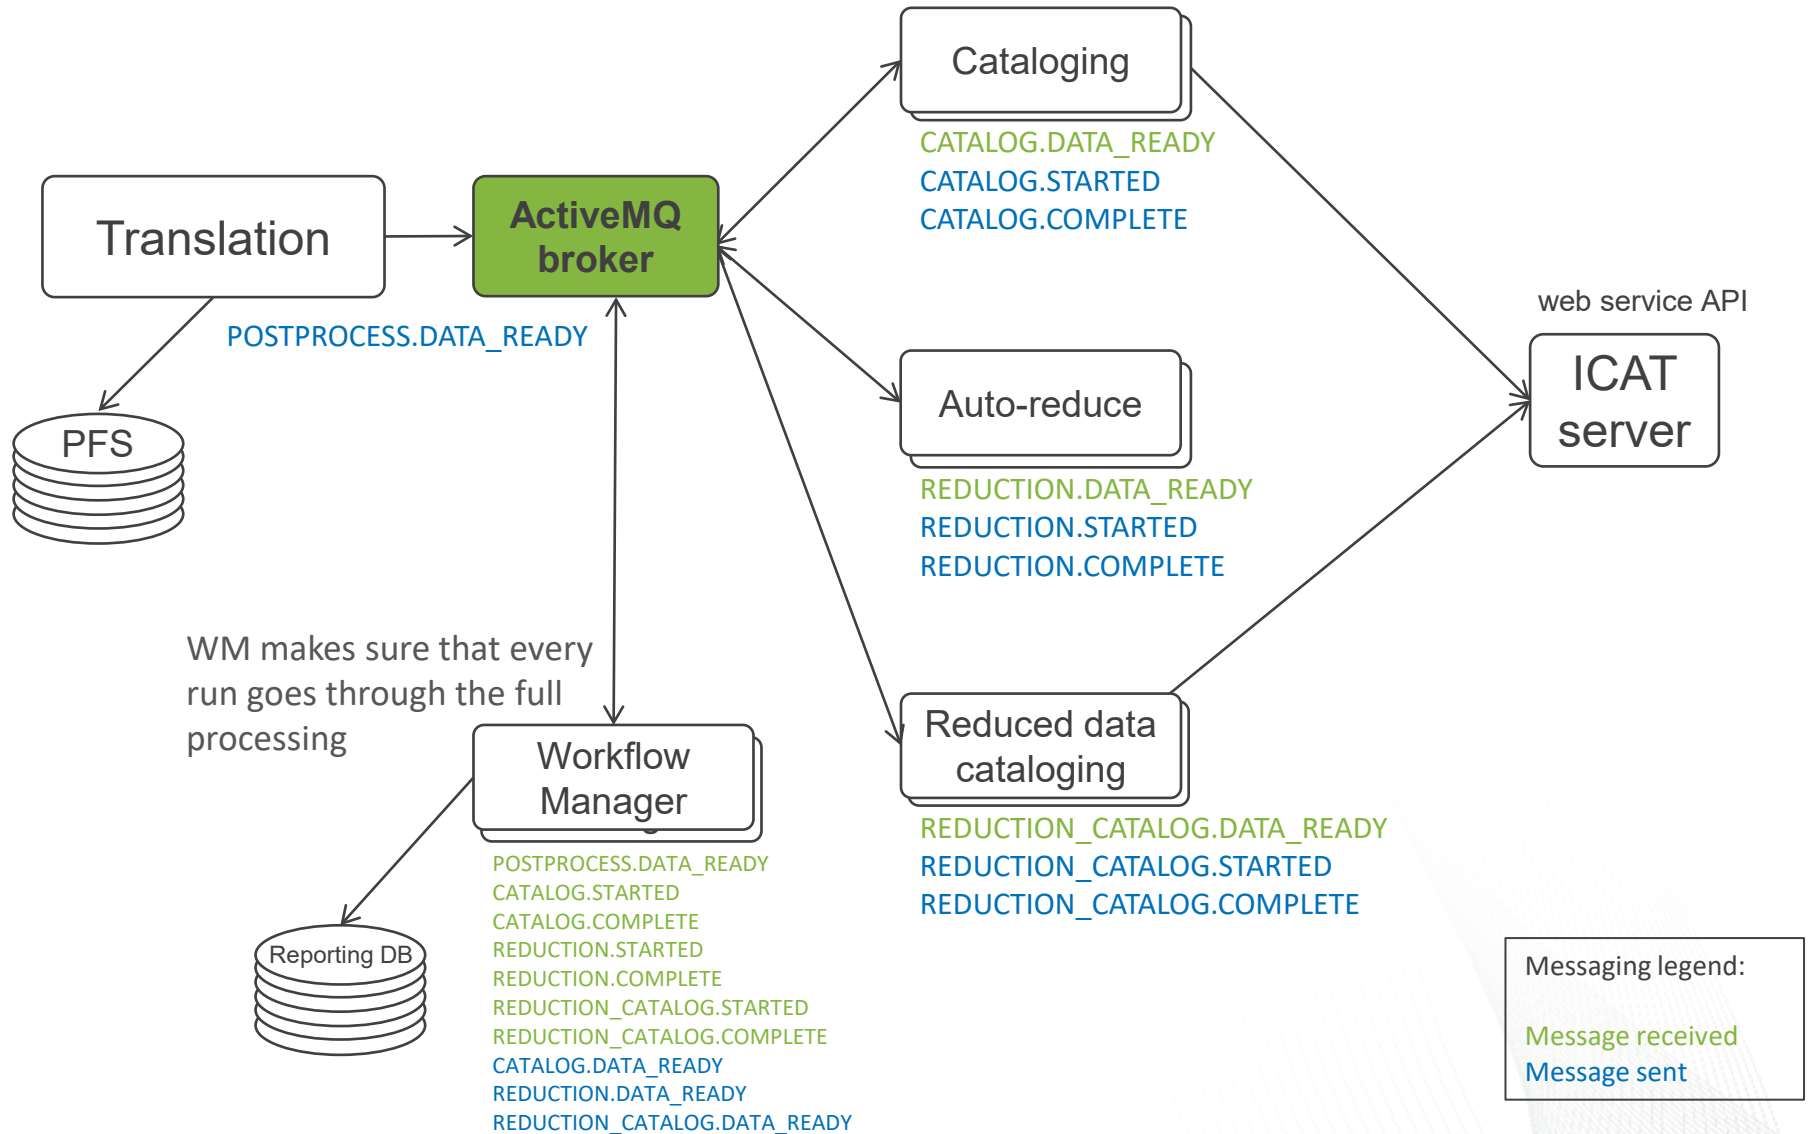 Cataloging
CATALOG.DATA_READY
CATALOG.STARTED
CATALOG.COMPLETE
Translation
ActiveMQ
broker
POSTPROCESS.DATA_READY
PFS
web service API
ICAT
server
Auto-reduce
REDUCTION.DATA_READY
REDUCTION.STARTED
REDUCTION.COMPLETE
WM makes sure that every
run goes through the full
processing
Workflow
Manager
Reduced data
cataloging
REDUCTION_CATALOG.DATA_READY
REDUCTION_CATALOG.STARTED
REDUCTION_CATALOG.COMPLETE
POSTPROCESS.DATA_READY
CATALOG.STARTED
CATALOG.COMPLETE
REDUCTION.STARTED
REDUCTION.COMPLETE
REDUCTION_CATALOG.STARTED
REDUCTION_CATALOG.COMPLETE
CATALOG.DATA_READY
REDUCTION.DATA_READY
REDUCTION_CATALOG.DATA_READY
Reporting DB
Messaging legend:
Message received
Message sent